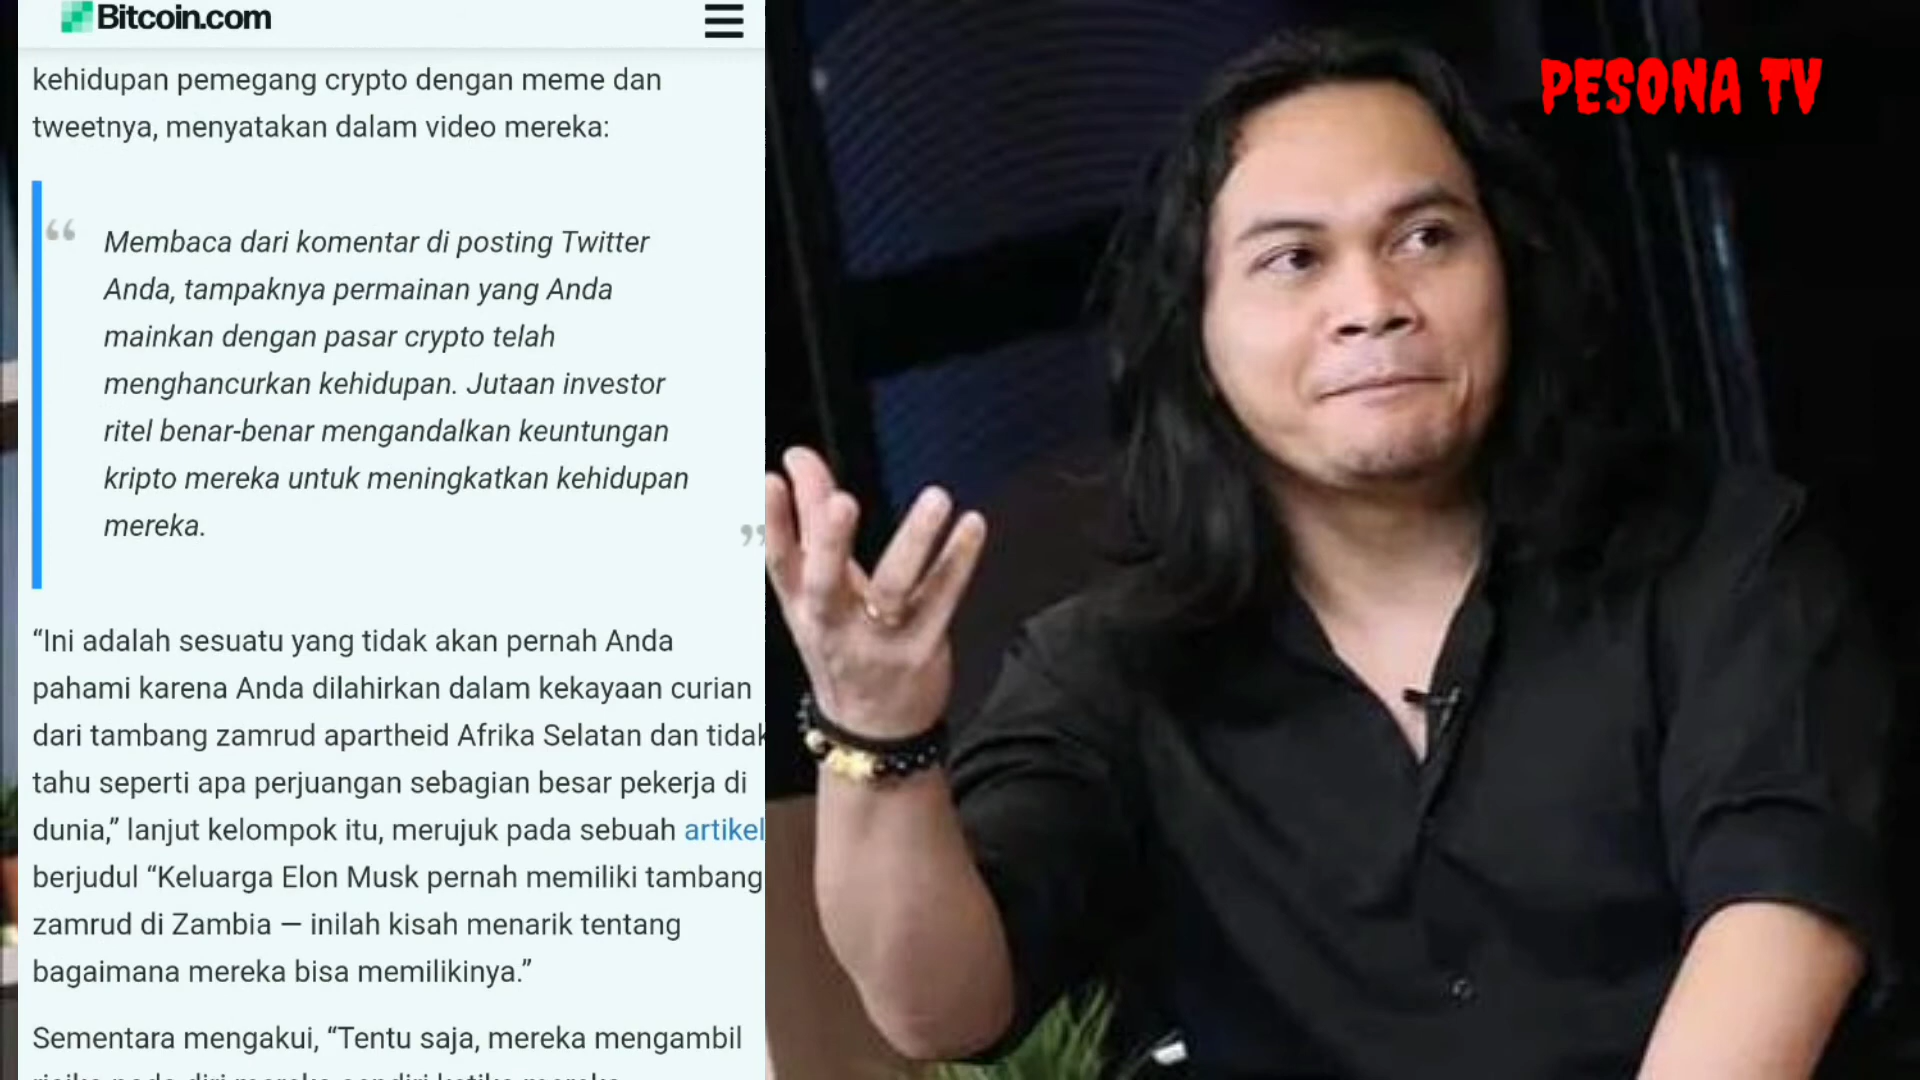 Bitcoin.com
kehidupan pemegang crypto dengan meme dan
tweetnya, menyatakan dalam video mereka:
“
Membaca dari komentar di posting Twitter
Anda, tampaknya permainan yang Anda
mainkan dengan pasar crypto telah
menghancurkan kehidupan. Jutaan investor
ritel benar-benar mengandalkan keuntungan
kripto mereka untuk meningkatkan kehidupan
mereka.
”
“Ini adalah sesuatu yang tidak akan pernah Anda
pahami karena Anda dilahirkan dalam kekayaan curian
dari tambang zamrud apartheid Afrika Selatan dan tidak
tahu seperti apa perjuangan sebagian besar pekerja di
dunia,” lanjut kelompok itu, merujuk pada sebuah artikel
berjudul “Keluarga Elon Musk pernah memiliki tambang
zamrud di Zambia — inilah kisah menarik tentang
bagaimana mereka bisa memilikinya.”
Sementara mengakui, “Tentu saja, mereka mengambil
PESONA TV